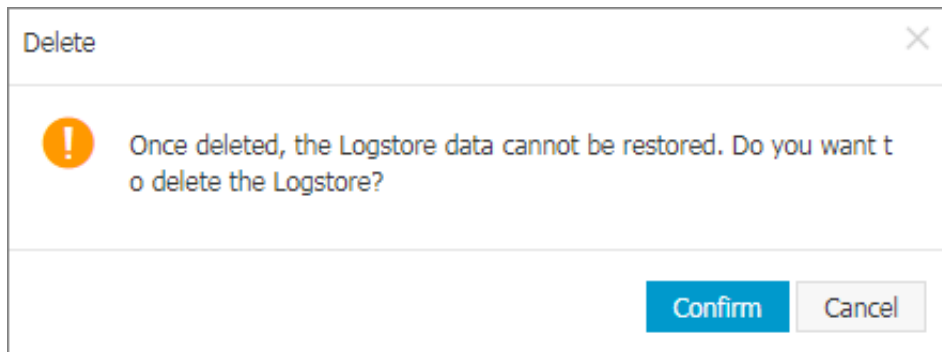 Delete
Once deleted, the Logstore data cannot be restored. Do you want t
o delete the Logstore?
Confirm Cancel